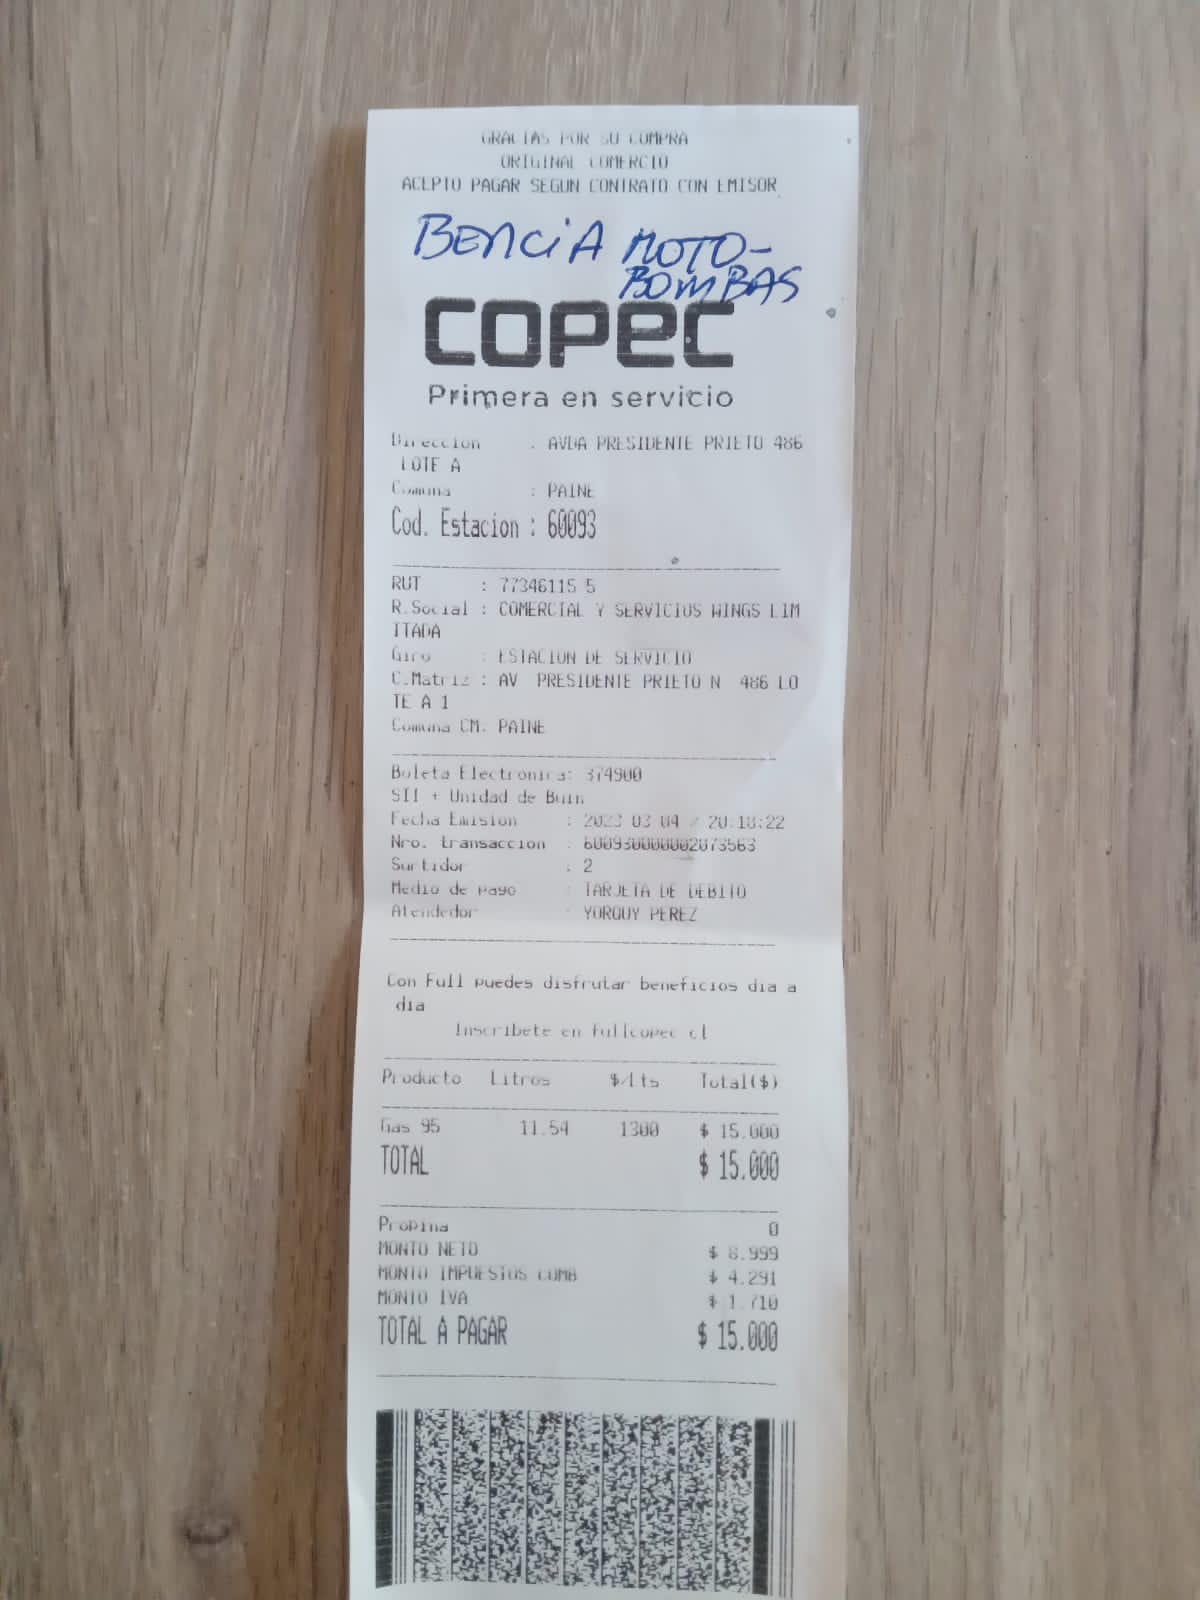 GRACIAS POR SU COMPRA
ORIGINAL COMERCIO
ACEPTO PAGAR SEGUN CONTRATO CON EMISOR
BENCiA MOTO-
BOMBAS
COPEC
Primera en servicio
Direccion : AVDA PRESIDENTE PRIETO 486
LOTE A
Comuna : PAINE
Cod. Estacion : 60093
RUT : 77346115 5
R.Social : COMERCIAL Y SERVICIOS WINGS LIM
ITADA
Giro : ESTACION DE SERVICIO
C.Matriz : AV PRESIDENTE PRIETO N 486 LO
TE A 1
Comuna CM. PAINE
Boleta Electronica: 374900
SII + Unidad de Buin
Fecha Emision : 2023 03 04 / 20:18:22
Nro. transaccion : 600930000002073563
Surtidor : 2
Medio de pago : TARJETA DE DEBITO
Atendedor : YORQUY PEREZ
Con Full puedes disfrutar beneficios dia a
dia
Inscribete en fullcopec cl
Producto Litros $/Lts Total($)
Gas 95 11.54 1300 $ 15.000
TOTAL $ 15.000
Propina 0
MONTO NETO $ 8.999
MONTO IMPUESTOS COMB $ 4.291
MONTO IVA $ 1.710
TOTAL A PAGAR $ 15.000